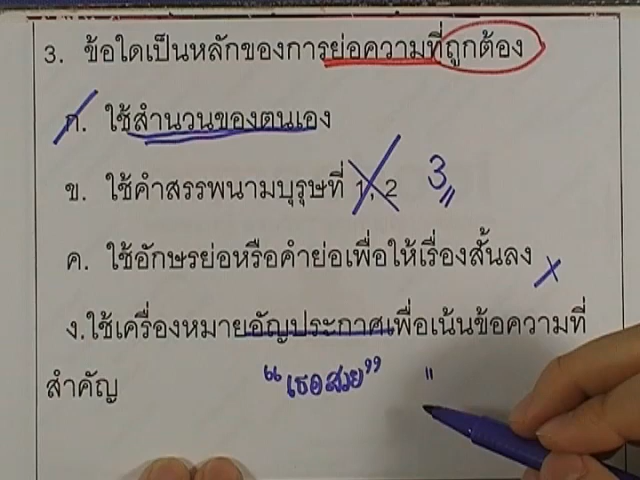 3. ข้อใดเป็นหลักของการย่อความที่ถูกต้อง
ก. ใช้สำนวนของตนเอง
ข. ใช้คำสรรพนามบุรุษที่ 1, 2 3 "
ค. ใช้อักษรย่อหรือคำย่อเพื่อให้เรื่องสั้นลง ×
ง.ใช้เครื่องหมายอัญประกาศเพื่อเน้นข้อความที่
สำคัญ “เธอสวย” "